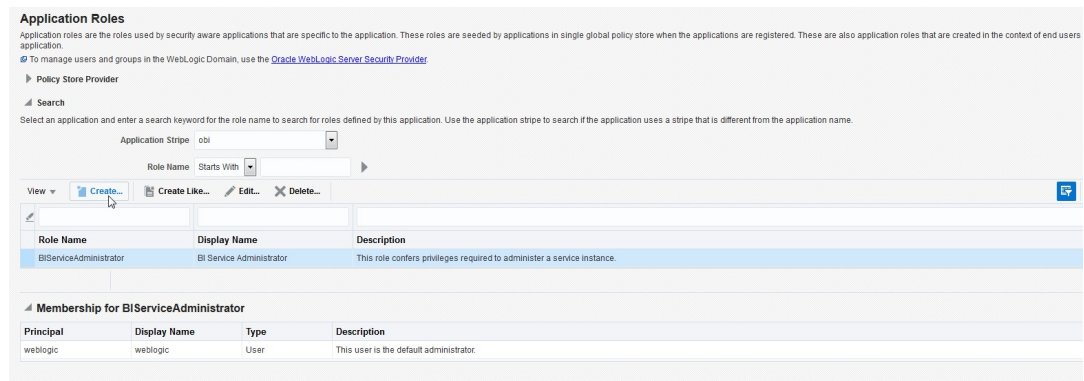 Application Roles
Application roles are the roles used by security aware applications that are specific to the application. These roles are seeded by applications in single global policy store when the applications are registered. These are also application roles that are created in the context of end users
application.
To manage users and groups in the WebLogic Domain, use the Oracle WebLogic Server Security Provider.
Policy Store Provider
Search
Select an application and enter a search keyword for the role name to search for roles defined by this application. Use the application stripe to search if the application uses a stripe that is different from the application name.
Application Stripe obi
Role Name Starts With
View Create... Create Like... Edit... Delete...
Role Name Display Name Description
BIServiceAdministrator BI Service Administrator This role confers privileges required to administer a service instance.
Membership for BIServiceAdministrator
Principal Display Name Type Description
weblogic weblogic User This user is the default administrator.